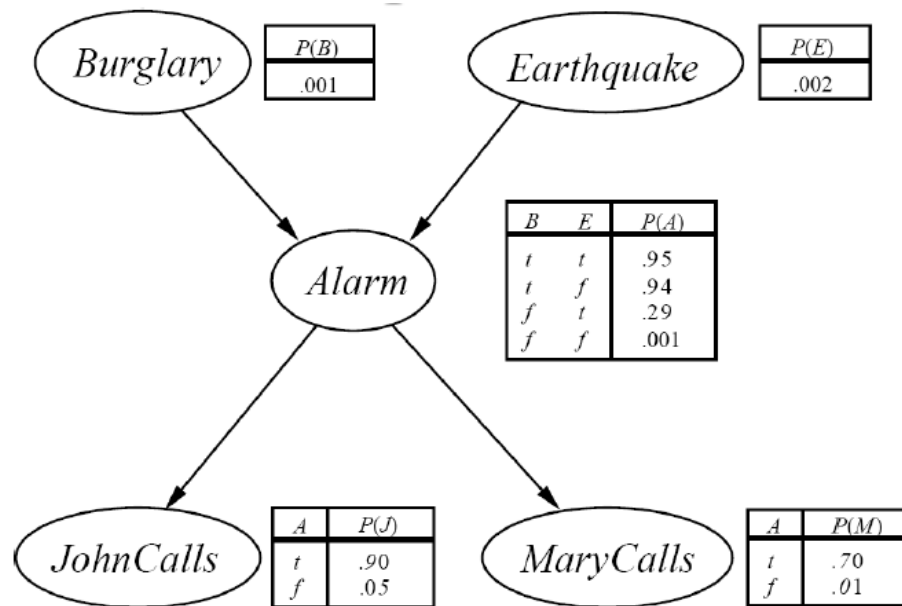 Burglary
P(B)
.001
Earthquake
P(E)
.002
Alarm
B E P(A)
t t .95
t f .94
f t .29
f f .001
JohnCalls
A P(J)
t .90
f .05
MaryCalls
A P(M)
t .70
f .01